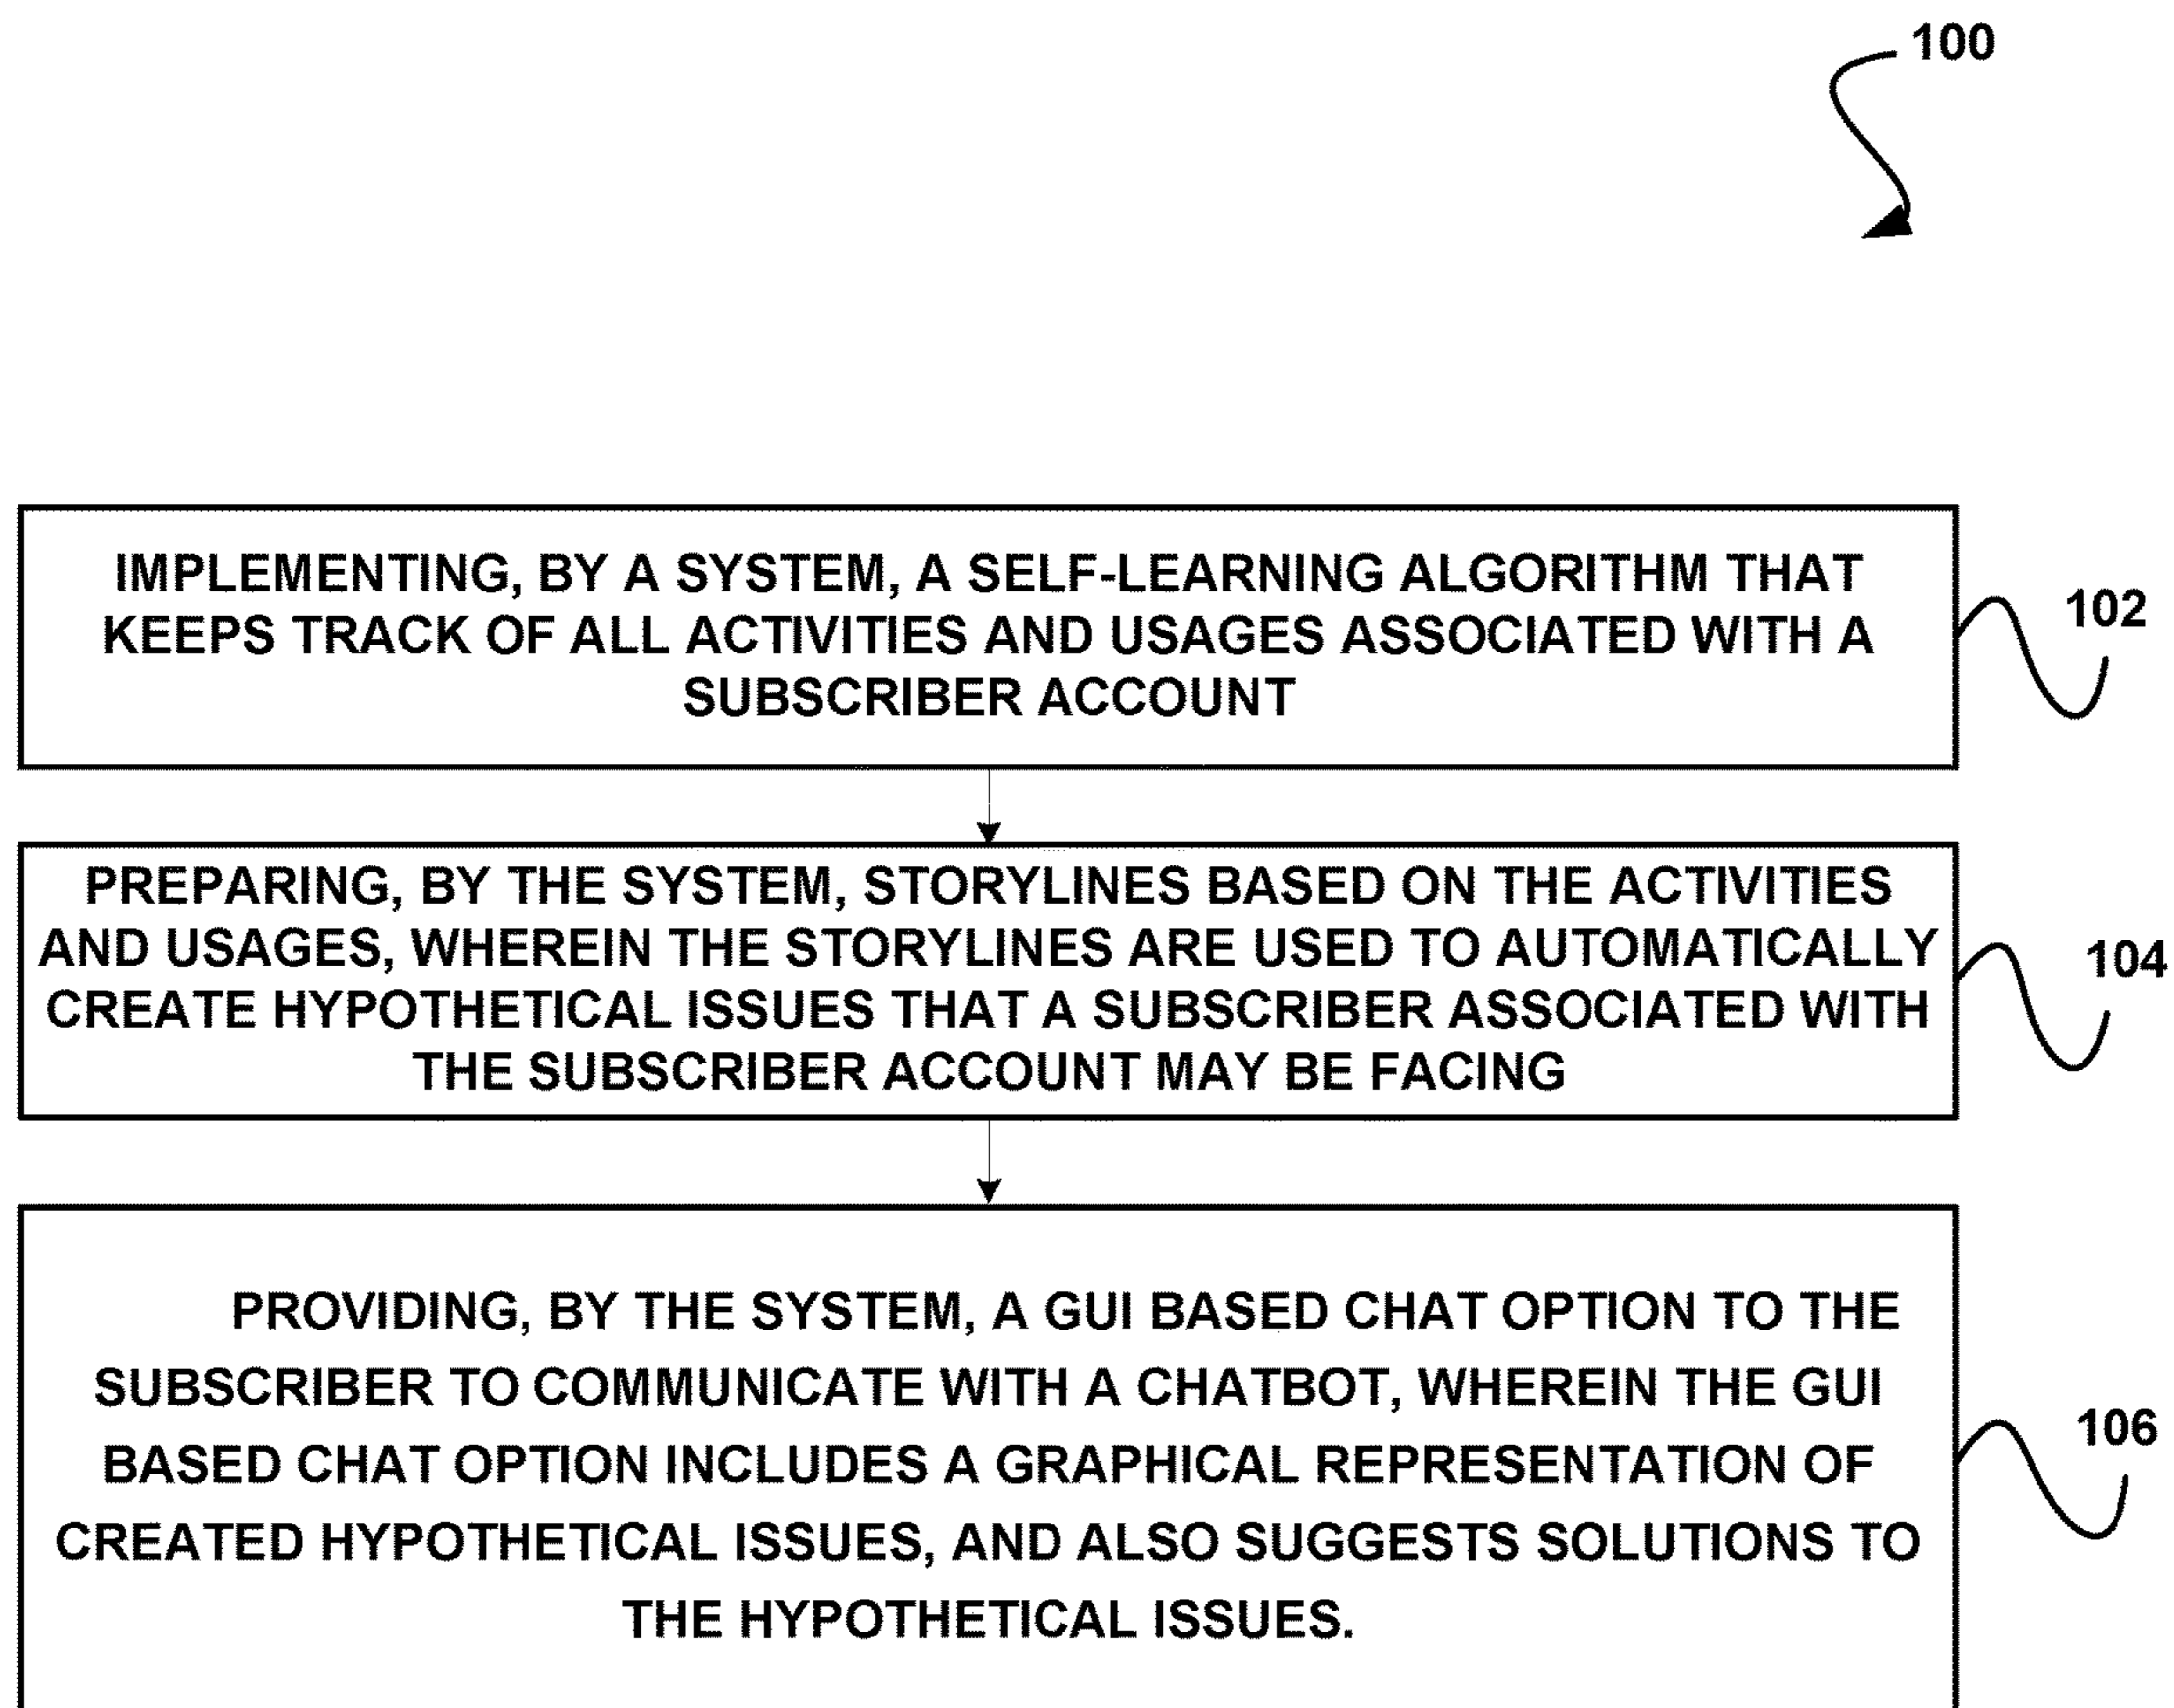 100
IMPLEMENTING, BY A SYSTEM, A SELF-LEARNING ALGORITHM THAT
KEEPS TRACK OF ALL ACTIVITIES AND USAGES ASSOCIATED WITH A
SUBSCRIBER ACCOUNT
102
PREPARING, BY THE SYSTEM, STORYLINES BASED ON THE ACTIVITIES
AND USAGES, WHEREIN THE STORYLINES ARE USED TO AUTOMATICALLY
CREATE HYPOTHETICAL ISSUES THAT A SUBSCRIBER ASSOCIATED WITH
THE SUBSCRIBER ACCOUNT MAY BE FACING
104
PROVIDING, BY THE SYSTEM, A GUI BASED CHAT OPTION TO THE
SUBSCRIBER TO COMMUNICATE WITH A CHATBOT, WHEREIN THE GUI
BASED CHAT OPTION INCLUDES A GRAPHICAL REPRESENTATION OF
CREATED HYPOTHETICAL ISSUES, AND ALSO SUGGESTS SOLUTIONS TO
THE HYPOTHETICAL ISSUES.
106